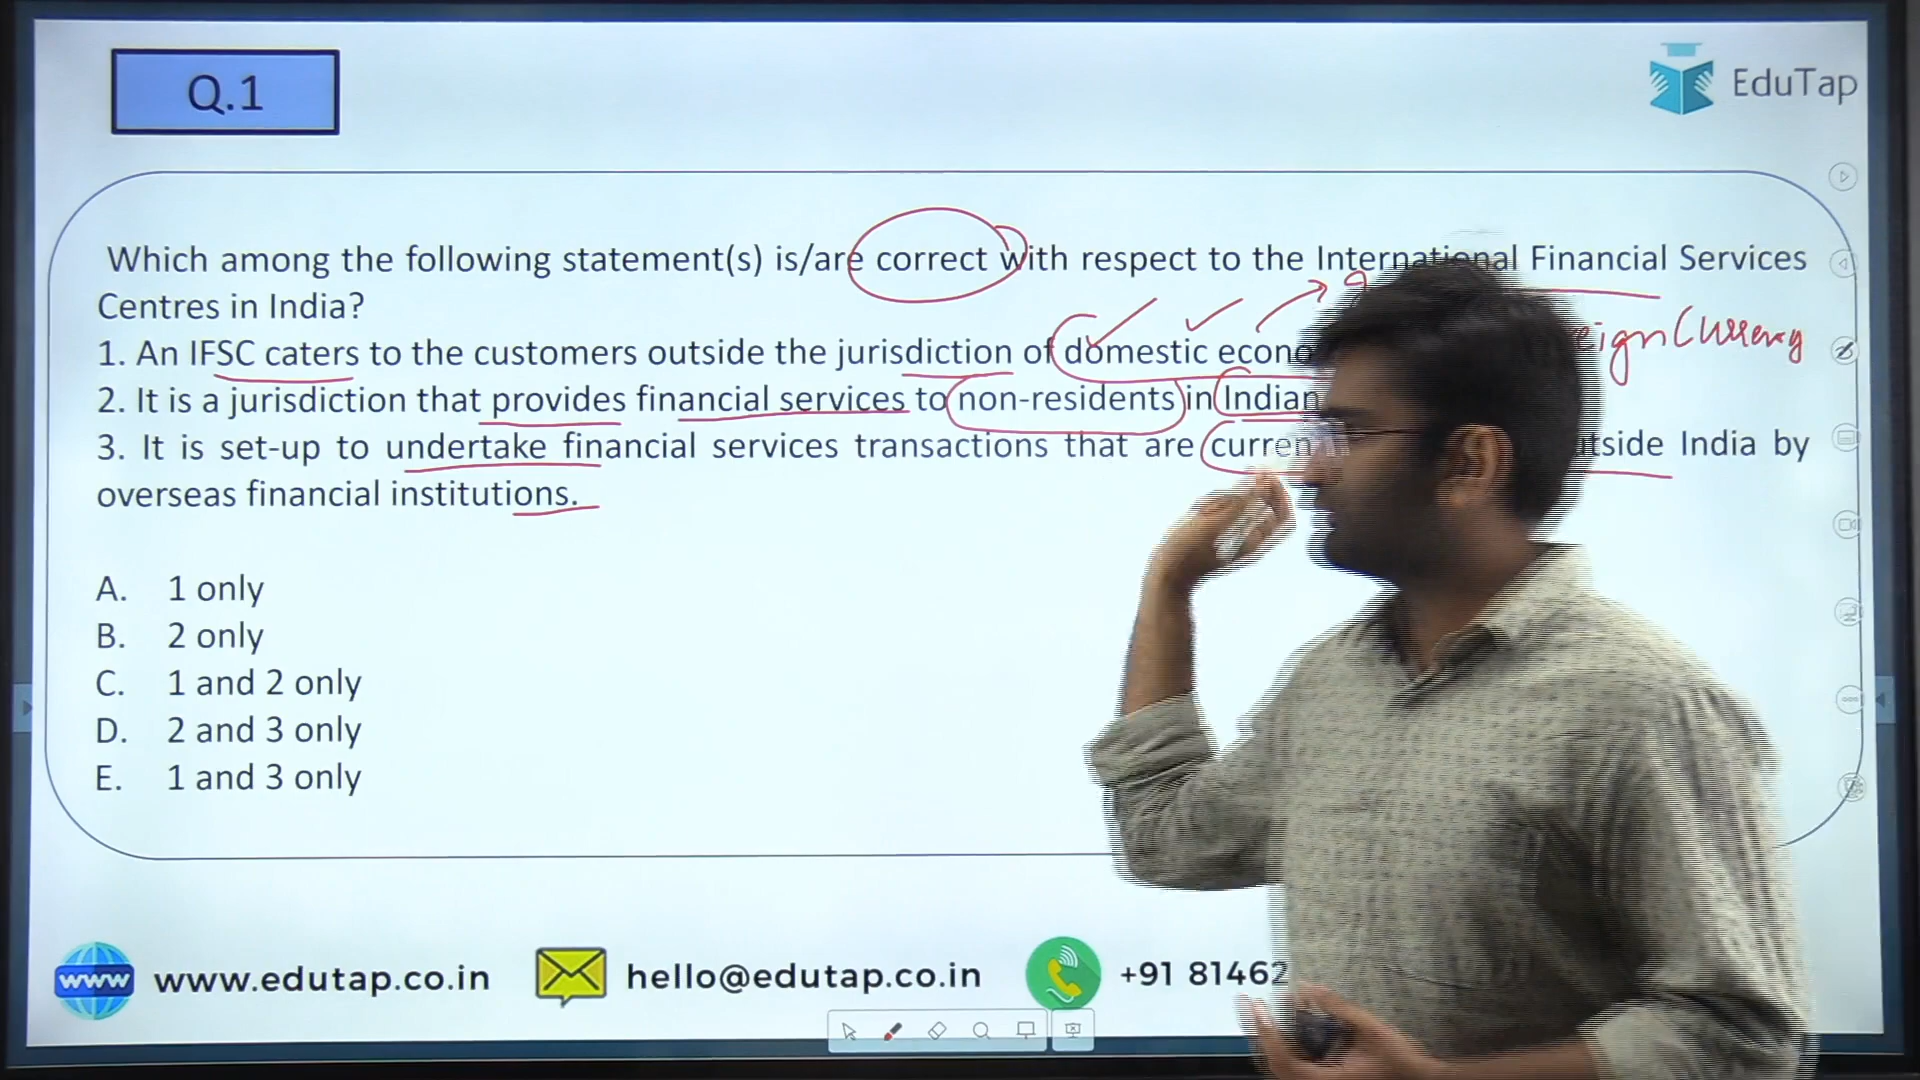 Q.1
EduTap
Which among the following statement(s) is/are correct with respect to the International Financial Services
Centres in India?
1. An IFSC caters to the customers outside the jurisdiction of domestic
2. It is a jurisdiction that provides financial services to non-residents in Indian
3. It is set-up to undertake financial services transactions that are outside India by
overseas financial institutions.
Currency
A. 1 only
B. 2 only
C. 1 and 2 only
D. 2 and 3 only
E. 1 and 3 only
www www.edutap.co.in hello@edutap.co.in +91 81462